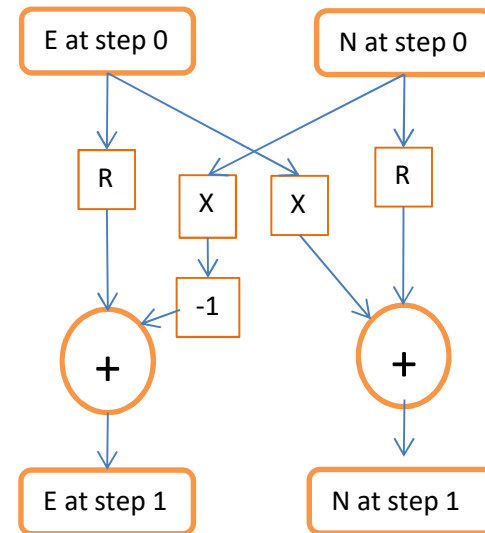 E at step 0
N at step 0
R
X
X
R
-1
+
+
E at step 1
N at step 1